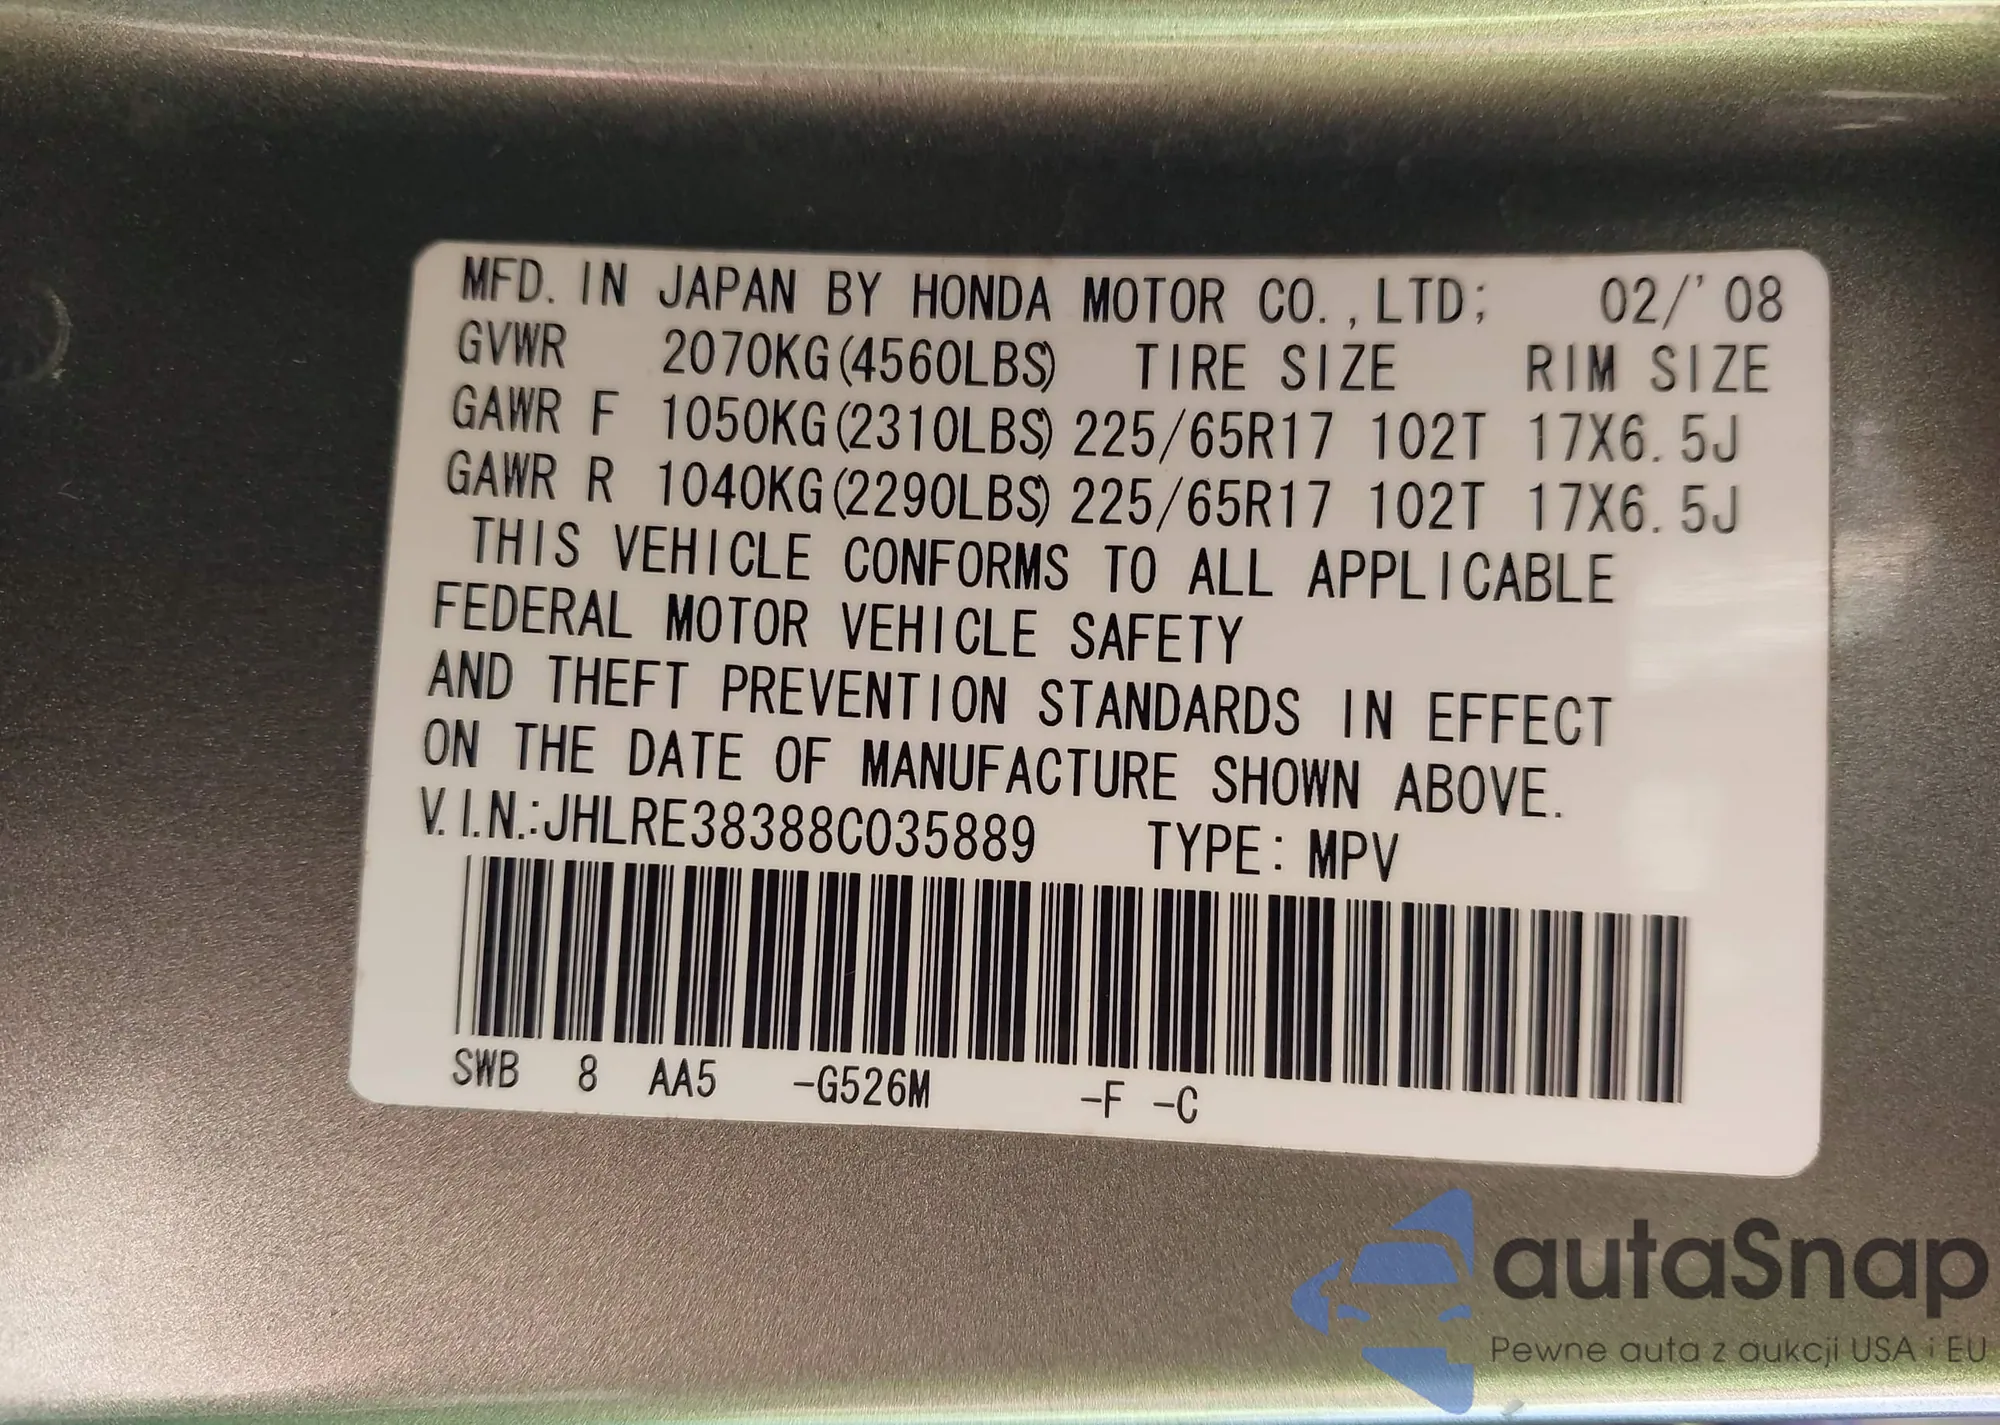 MFD. IN JAPAN BY HONDA MOTOR CO.,LTD; 02/'08
GVWR 2070KG(4560LBS) TIRE SIZE RIM SIZE
GAWR F 1050KG(2310LBS) 225/65R17 102T 17X6.5J
GAWR R 1040KG(2290LBS) 225/65R17 102T 17X6.5J
THIS VEHICLE CONFORMS TO ALL APPLICABLE
FEDERAL MOTOR VEHICLE SAFETY
AND THEFT PREVENTION STANDARDS IN EFFECT
ON THE DATE OF MANUFACTURE SHOWN ABOVE.
V.I.N.:JHLRE38388C035889 TYPE: MPV
SWB 8 AA5 -G526M -F -C
autaSnap
Pewne auta z aukcji USA i EU